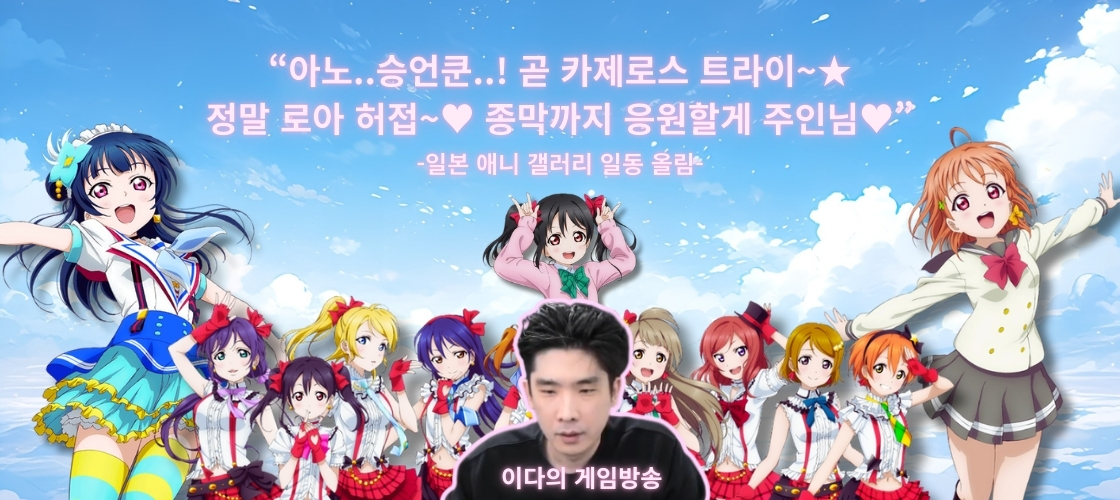 “아노..승언쿤..! 곧 카제로스 트라이~★
정말 로아 허접~♥ 종막까지 응원할게 주인님♥”
-일본 애니 갤러리 일동 올림-
이다의 게임방송